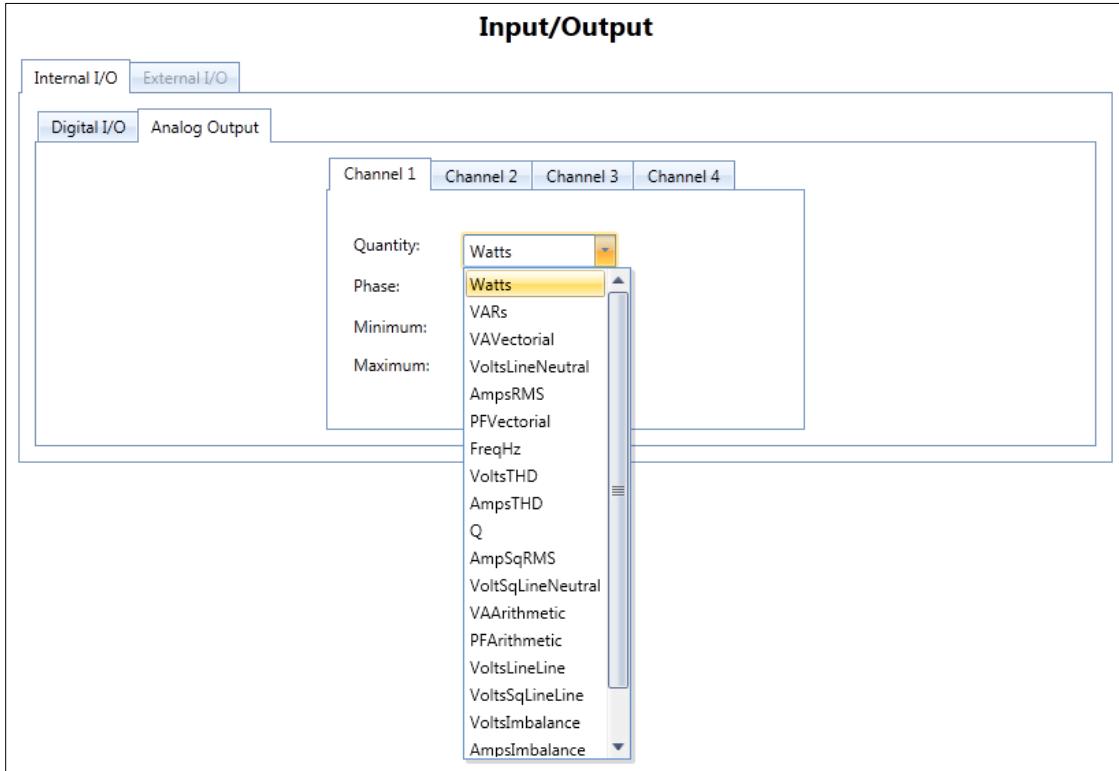 Input/Output
Internal I/O External I/O
Digital I/O Analog Output
Channel 1 Channel 2 Channel 3 Channel 4
Quantity: Watts
Phase: Watts
VARs
Minimum:
VAVectorial
Maximum: VoltsLineNeutral
AmpsRMS
PFVectorial
FreqHz
VoltsTHD
AmpsTHD
Q
AmpSqRMS
VoltSqLineNeutral
VAArithmetic
PFArithmetic
VoltsLineLine
VoltsSqLineLine
VoltsImbalance
AmpsImbalance